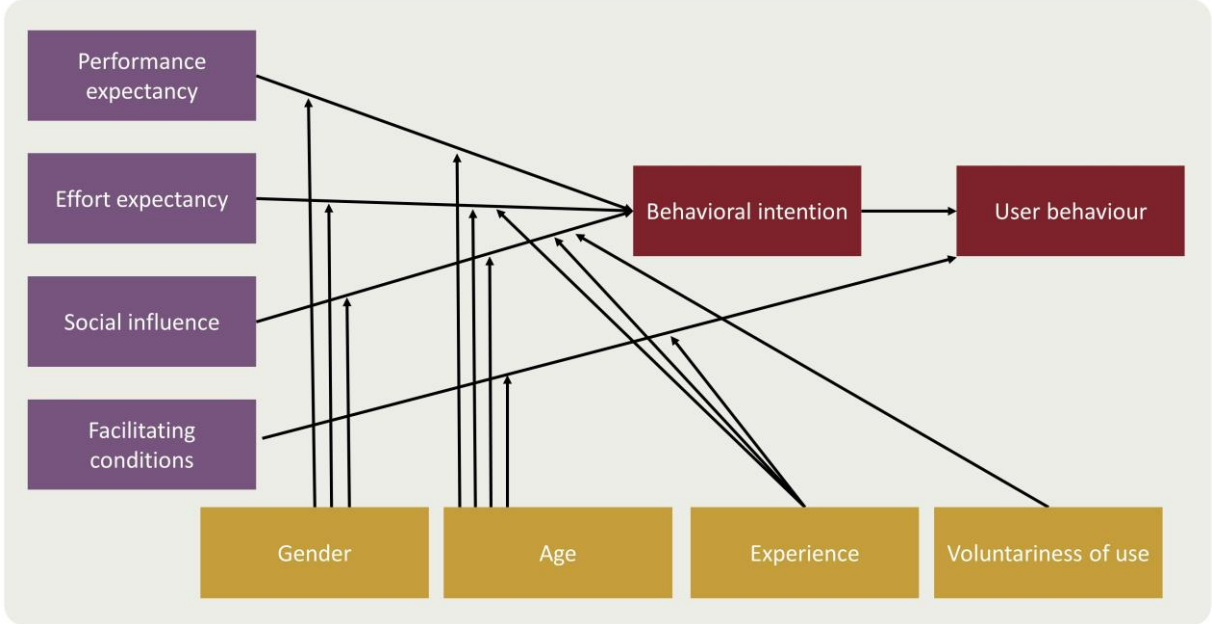 Performance
expectancy
Effort expectancy
Behavioral intention
User behaviour
Social influence
Facilitating
conditions
Gender
Age
Experience
Voluntariness of use